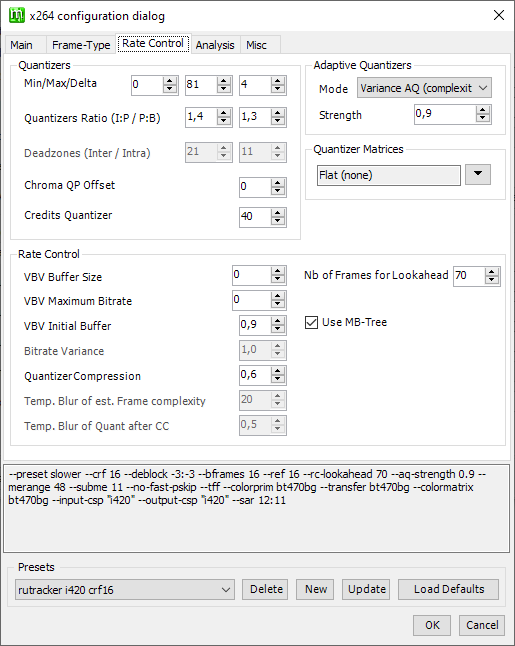 x264 configuration dialog
Main Frame-Type Rate Control Analysis Misc
Quantizers
Min/Max/Delta 0 81 4
Quantizers Ratio (I:P / P:B) 1,4 1,3
Deadzones (Inter / Intra) 21 11
Chroma QP Offset 0
Credits Quantizer 40
Adaptive Quantizers
Mode Variance AQ (complexit
Strength 0,9
Quantizer Matrices
Flat (none)
Rate Control
VBV Buffer Size 0
VBV Maximum Bitrate 0
VBV Initial Buffer 0,9
Bitrate Variance 1,0
Quantizer Compression 0,6
Temp. Blur of est. Frame complexity 20
Temp. Blur of Quant after CC 0,5
Nb of Frames for Lookahead 70
Use MB-Tree
--preset slower --crf 16 --deblock -3:-3 --bframes 16 --ref 16 --rc-lookahead 70 --aq-strength 0.9 --
merange 48 --subme 11 --no-fast-pskip --tff --colorprim bt470bg --transfer bt470bg --colormatrix
bt470bg --input-csp "i420" --output-csp "i420" --sar 12:11
Presets
rutracker i420 crf16 Delete New Update Load Defaults
OK Cancel